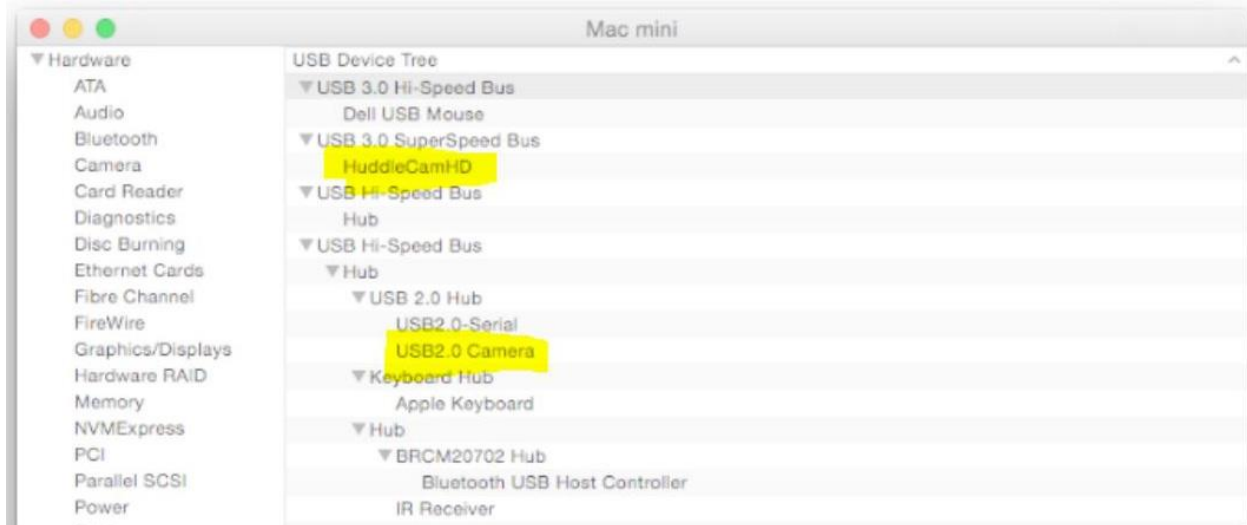 Mac mini
Hardware
ATA
Audio
Bluetooth
Camera
Card Reader
Diagnostics
Disc Burning
Ethernet Cards
Fibre Channel
FireWire
Graphics/Displays
Hardware RAID
Memory
NVMExpress
PCI
Parallel SCSI
Power
USB Device Tree
USB 3.0 Hi-Speed Bus
Dell USB Mouse
USB 3.0 SuperSpeed Bus
HuddleCamHD
USB Hi-Speed Bus
Hub
USB Hi-Speed Bus
Hub
USB 2.0 Hub
USB2.0-Serial
USB2.0 Camera
Keyboard Hub
Apple Keyboard
Hub
BRCM20702 Hub
Bluetooth USB Host Controller
IR Receiver